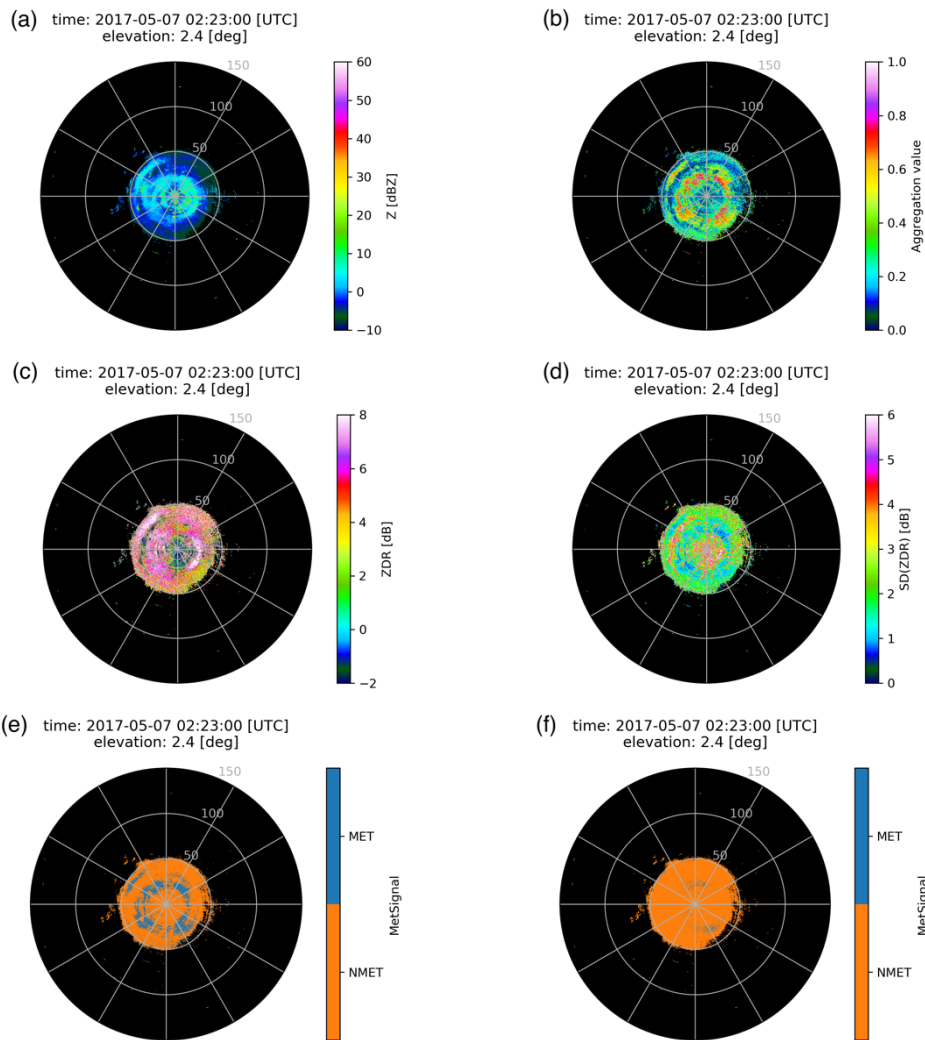 (a) time: 2017-05-07 02:23:00 [UTC]
elevation: 2.4 [deg]
150
100
50
60
50
40
30
20
10
0
−10
Z [dBZ]
(b) time: 2017-05-07 02:23:00 [UTC]
elevation: 2.4 [deg]
150
100
50
1.0
0.8
0.6
0.4
0.2
0.0
Aggregation value
(c) time: 2017-05-07 02:23:00 [UTC]
elevation: 2.4 [deg]
150
100
50
8
6
4
2
0
−2
ZDR [dB]
(d) time: 2017-05-07 02:23:00 [UTC]
elevation: 2.4 [deg]
150
100
50
6
5
4
3
2
1
0
SD(ZDR) [dB]
(e) time: 2017-05-07 02:23:00 [UTC]
elevation: 2.4 [deg]
150
100
50
MET
NMET
MetSignal
(f) time: 2017-05-07 02:23:00 [UTC]
elevation: 2.4 [deg]
150
100
50
MET
NMET
MetSignal